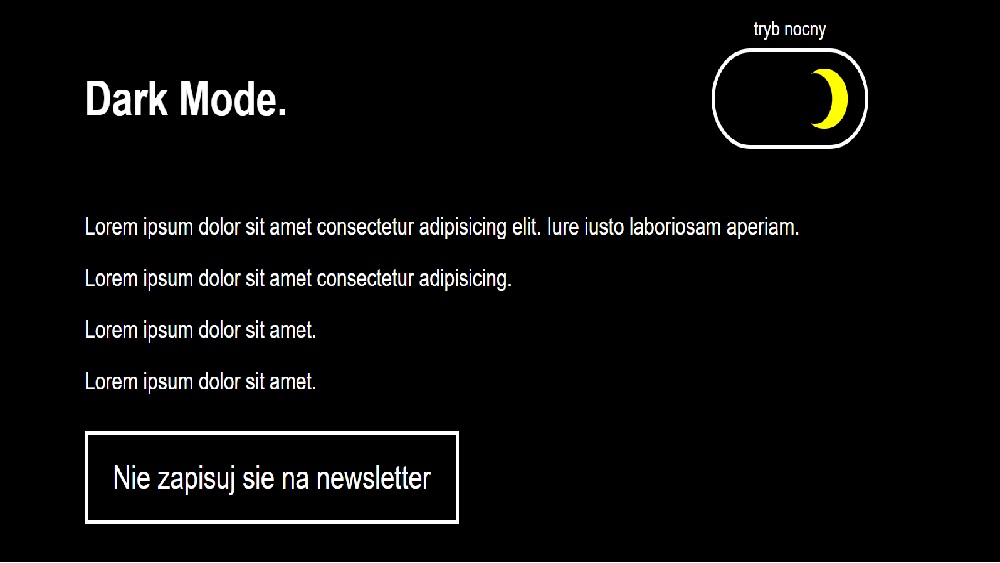 tryb nocny
Dark Mode.
Lorem ipsum dolor sit amet consectetur adipisicing elit. Iure iusto laboriosam aperiam.
Lorem ipsum dolor sit amet consectetur adipisicing.
Lorem ipsum dolor sit amet.
Lorem ipsum dolor sit amet.
Nie zapisuj sie na newsletter